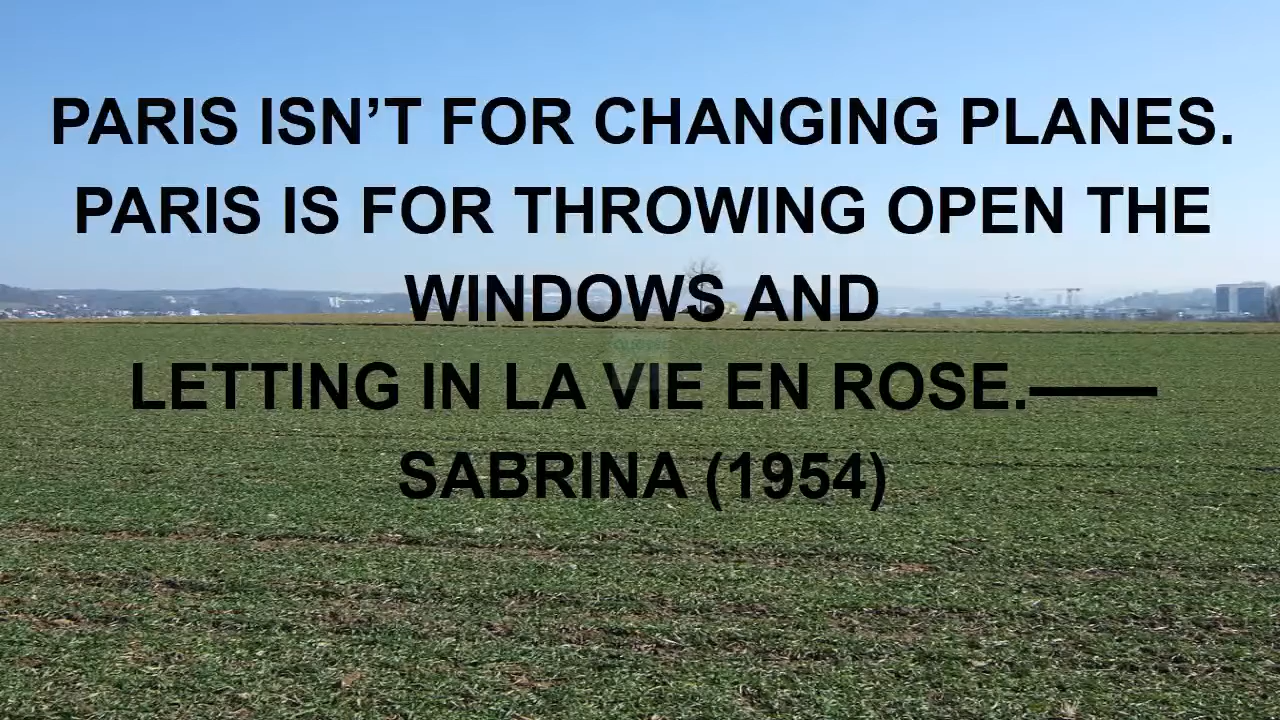 PARIS ISN’T FOR CHANGING PLANES.
PARIS IS FOR THROWING OPEN THE
WINDOWS AND
LETTING IN LA VIE EN ROSE.——
SABRINA (1954)